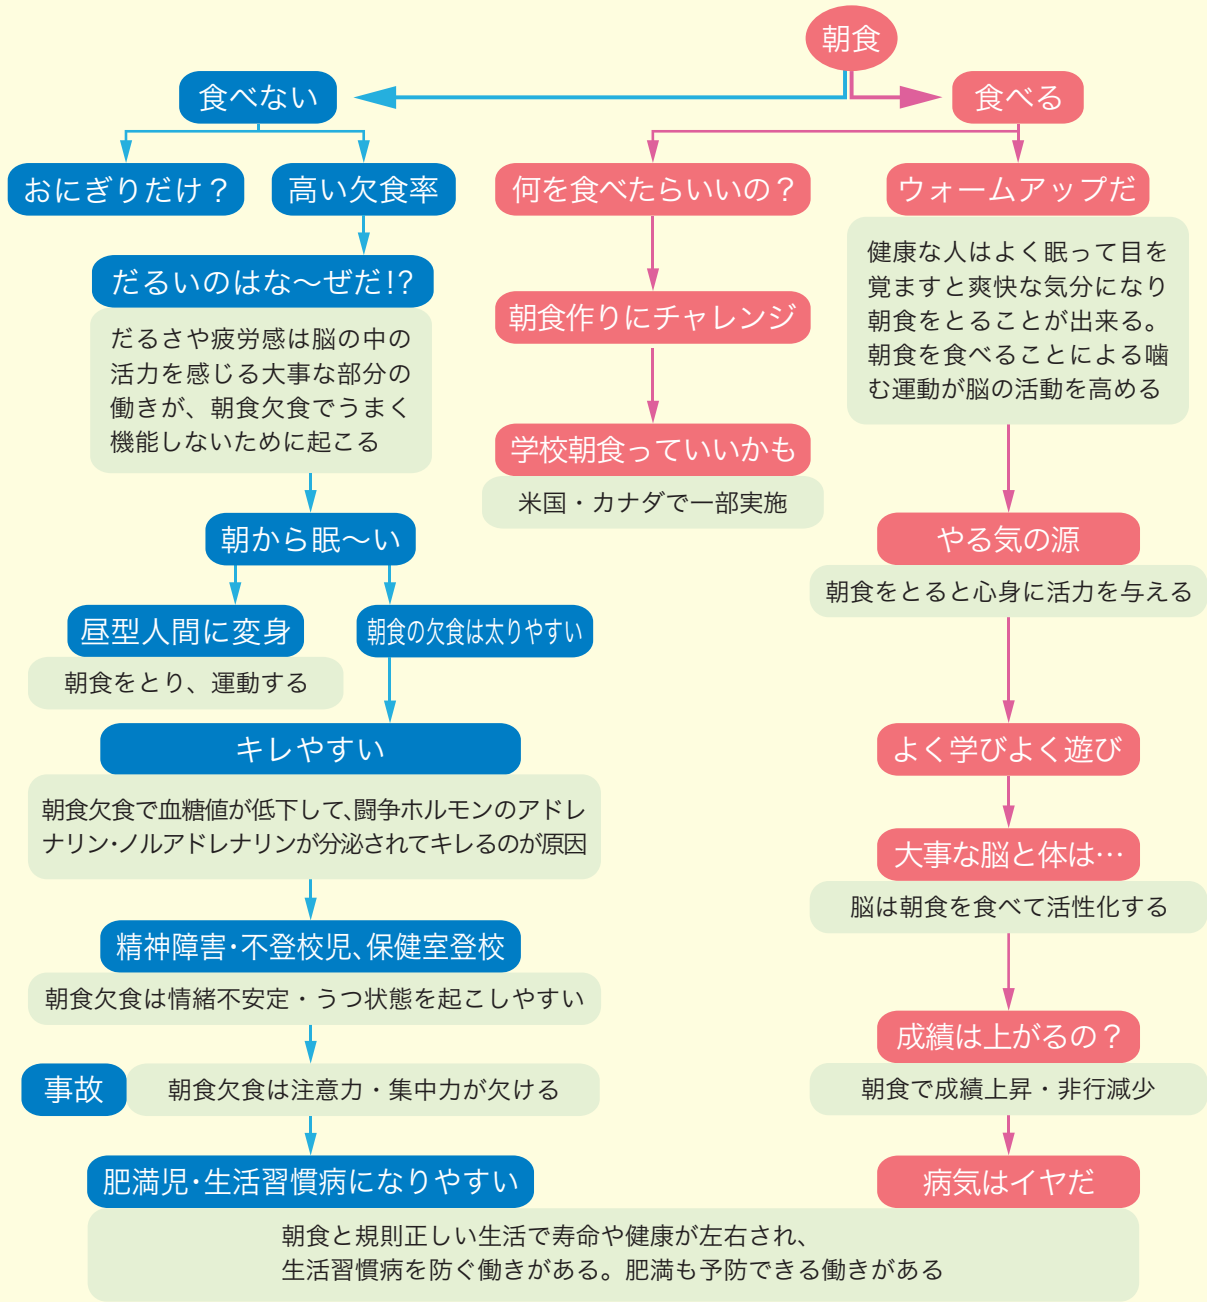 朝食
食べない
食べる
おにぎりだけ？
高い欠食率
何を食べたらいいの？
ウォームアップだ
健康な人はよく眠って目を
覚ますと爽快な気分になり
朝食をとることが出来る。
朝食を食べることによる噛
む運動が脳の活動を高める
だるいのはな〜ぜだ!?
だるさや疲労感は脳の中の
活力を感じる大事な部分の
働きが、朝食欠食でうまく
機能しないために起こる
朝食作りにチャレンジ
学校朝食っていいかも
米国・カナダで一部実施
朝から眠〜い
やる気の源
朝食をとると心身に活力を与える
昼型人間に変身
朝食をとり、運動する
朝食の欠食は太りやすい
キレやすい
朝食欠食で血糖値が低下して、闘争ホルモンのアドレ
ナリン・ノルアドレナリンが分泌されてキレるのが原因
よく学びよく遊び
大事な脳と体は…
脳は朝食を食べて活性化する
精神障害・不登校児、保健室登校
朝食欠食は情緒不安定・うつ状態を起こしやすい
成績は上がるの？
朝食で成績上昇・非行減少
事故
朝食欠食は注意力・集中力が欠ける
肥満児・生活習慣病になりやすい
病気はイヤだ
朝食と規則正しい生活で寿命や健康が左右され、
生活習慣病を防ぐ働きがある。肥満も予防できる働きがある